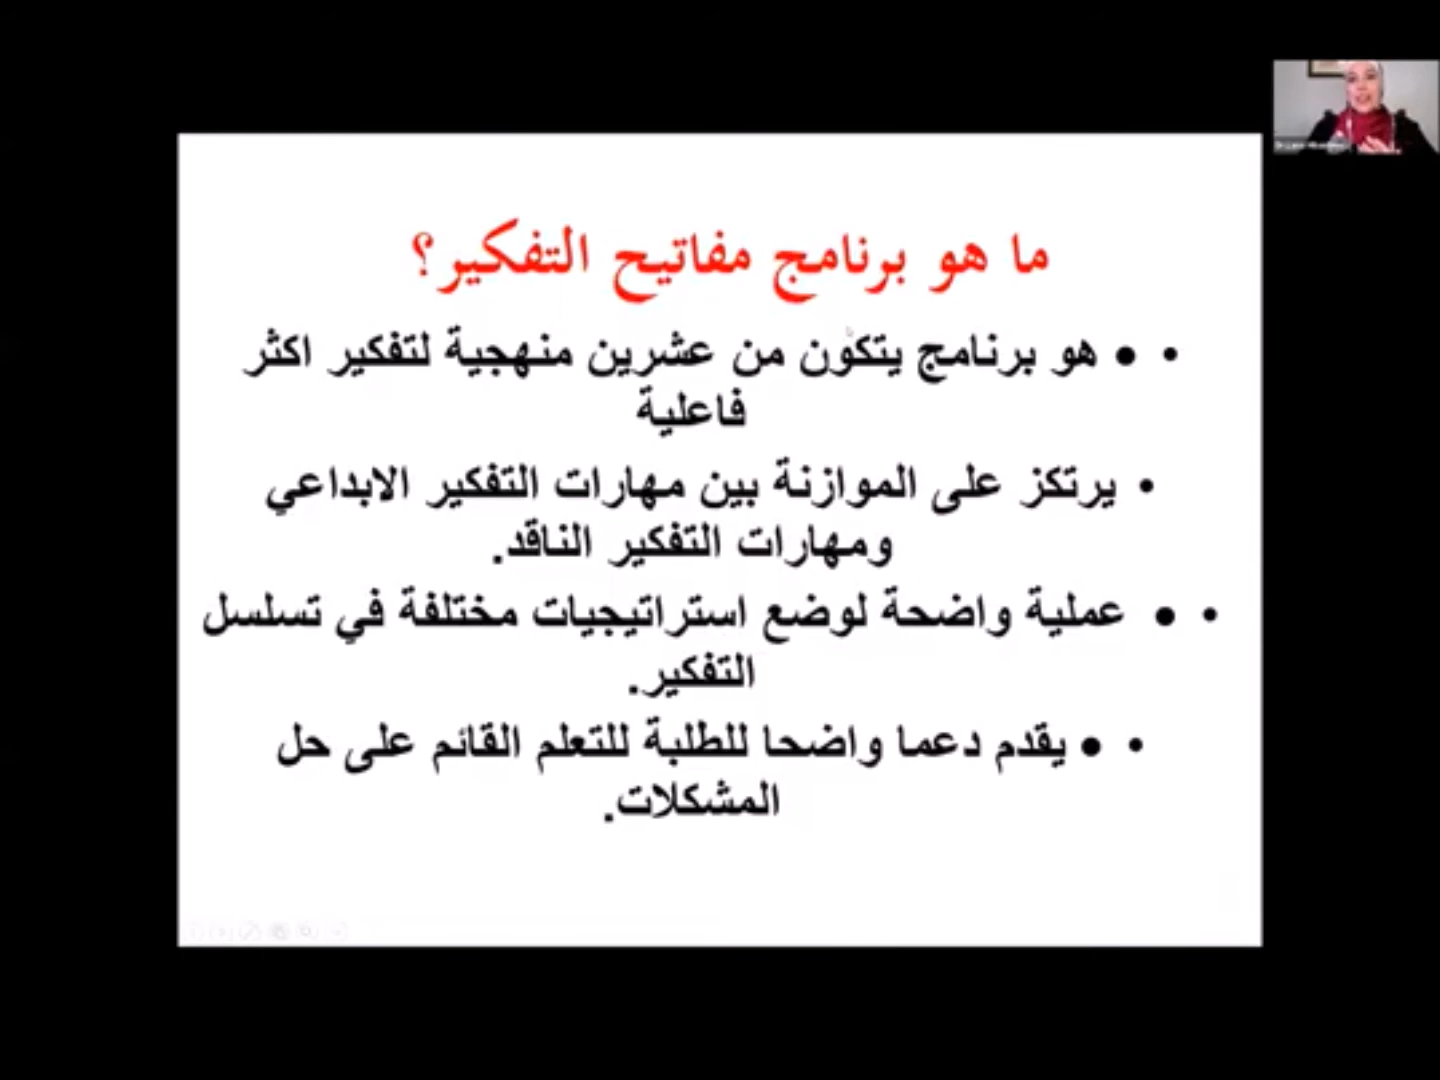 ما هو برنامج مفاتيح التفكير؟
• • هو برنامج يتكون من عشرين منهجية لتفكير اكثر
فاعلية
• يرتكز على الموازنة بين مهارات التفكير الابداعي
ومهارات التفكير الناقد.
• • عملية واضحة لوضع استراتيجيات مختلفة في تسلسل
التفكير.
• • يقدم دعما واضحا للطلبة للتعلم القائم على حل
المشكلات.